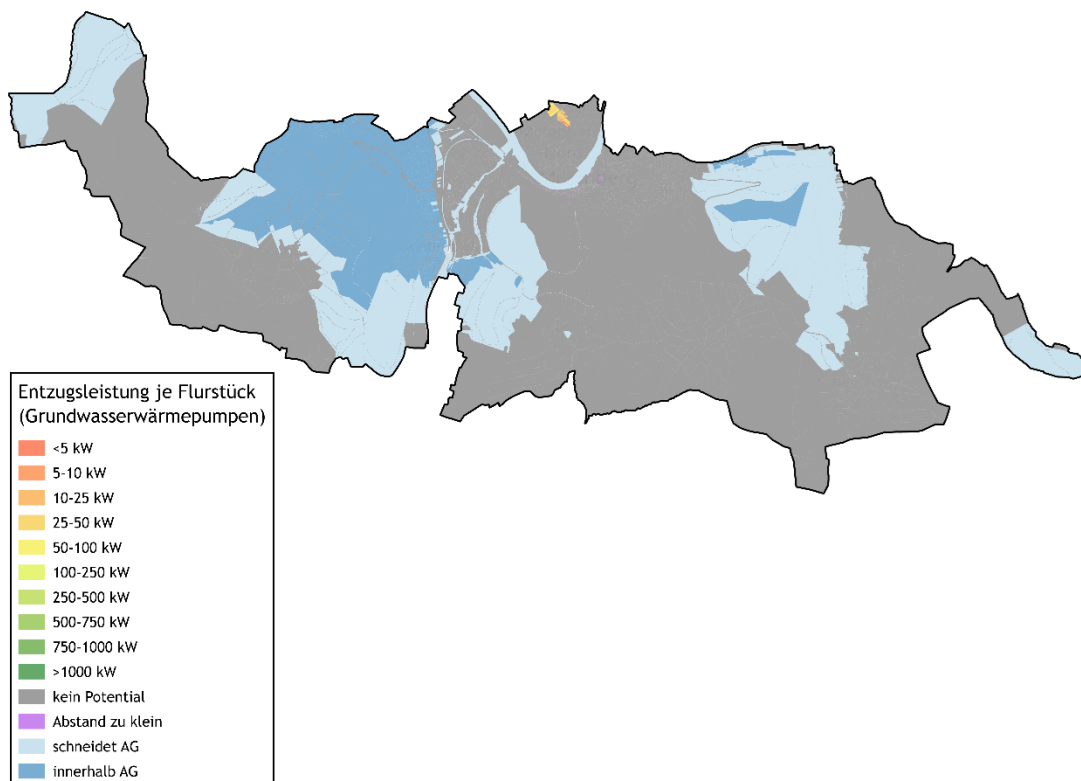 Entzugsleistung je Flurstück
(Grundwasserwärmepumpen)
<5 kW
5-10 kW
10-25 kW
25-50 kW
50-100 kW
100-250 kW
250-500 kW
500-750 kW
750-1000 kW
>1000 kW
kein Potential
Abstand zu klein
schneidet AG
innerhalb AG